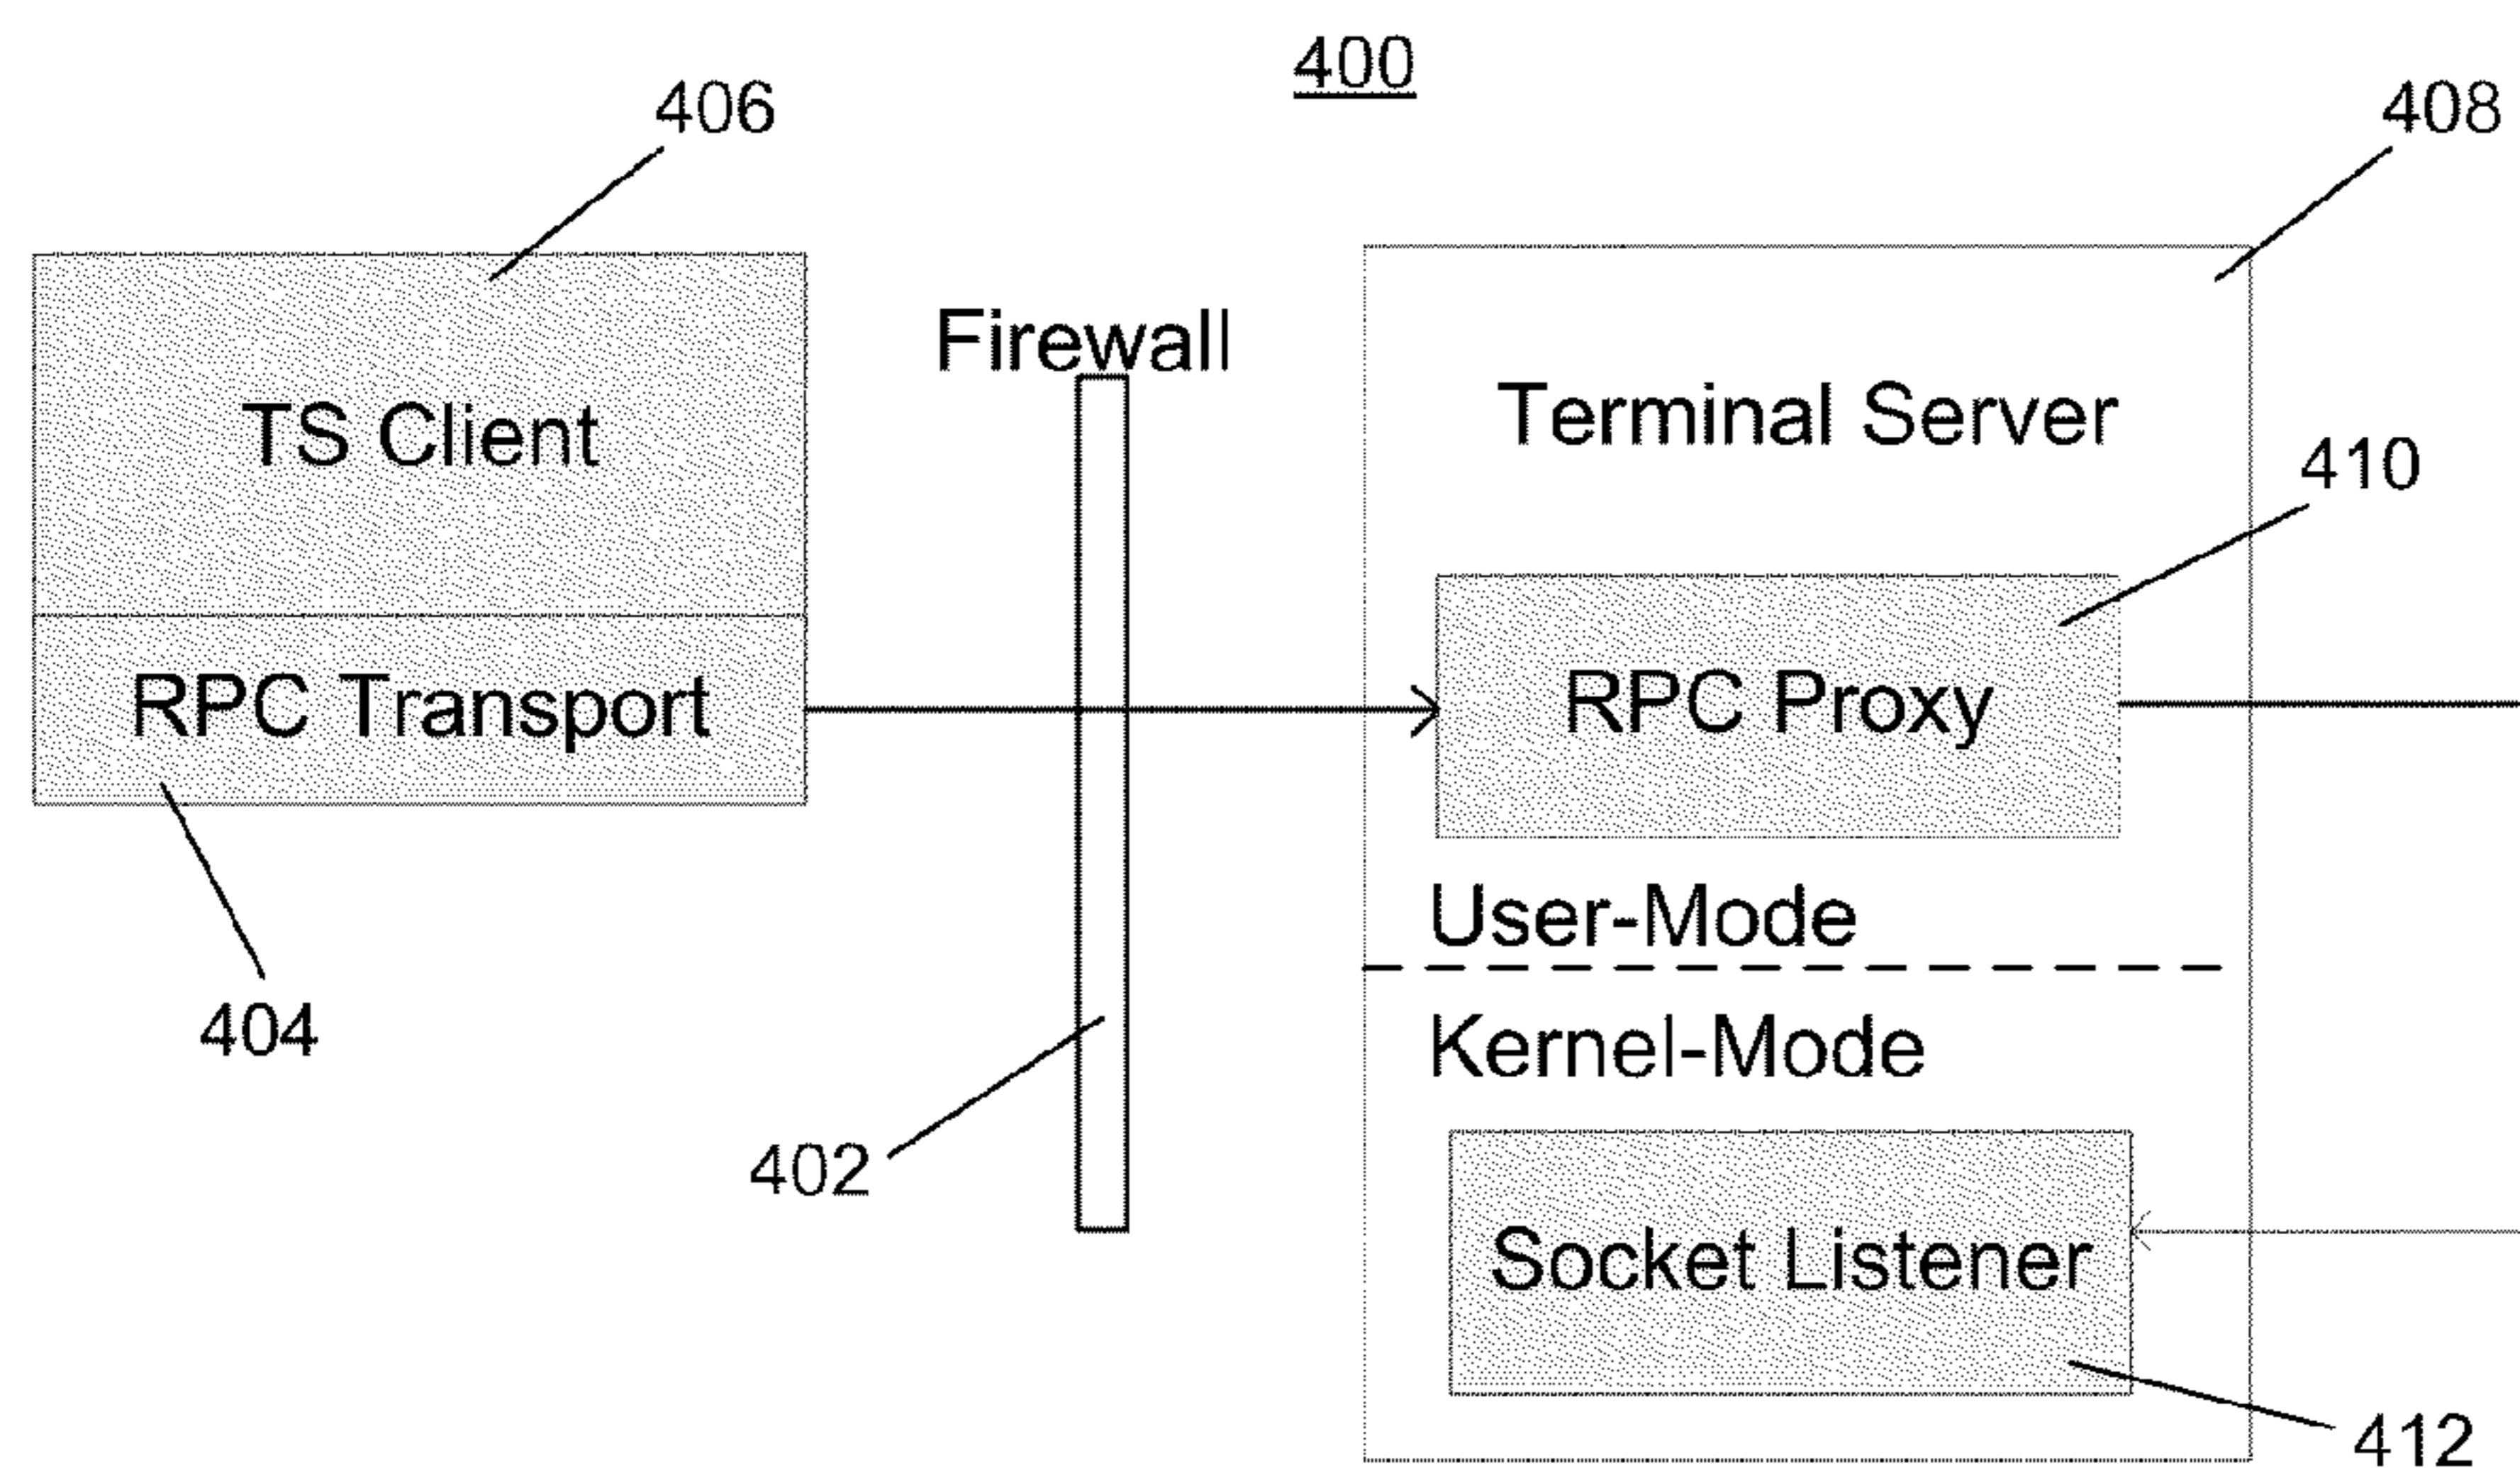 400
406
408
Firewall
TS Client
Terminal Server
410
RPC Transport
RPC Proxy
User-Mode
404
Kernel-Mode
402
Socket Listener
412